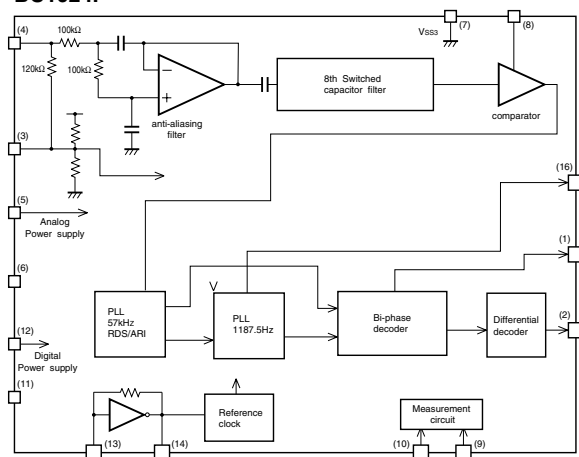 (4)
100kΩ
120kΩ
100kΩ
−
+
anti-aliasing
filter
(7)
VSS3
(8)
8th Switched
capacitor filter
comparator
(3)
(5)
Analog
Power supply
(16)
(1)
(6)
(12)
Digital
Power supply
(11)
PLL
57kHz
RDS/ARI
PLL
1187.5Hz
Bi-phase
decoder
Differential
decoder
(2)
Reference
clock
Measurement
circuit
(13)
(14)
(10)
(9)